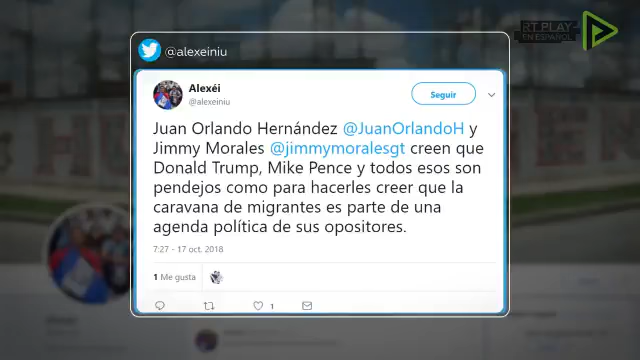 RT PLAY
EN ESPAÑOL
@alexeiniu
Alexéi
@alexeiniu
Seguir
Juan Orlando Hernández @JuanOrlandoH y
Jimmy Morales @jimmymoralesgt creen que
Donald Trump, Mike Pence y todos esos son
pendejos como para hacerles creer que la
caravana de migrantes es parte de una
agenda política de sus opositores.
7:27 - 17 oct. 2018
1 Me gusta
1